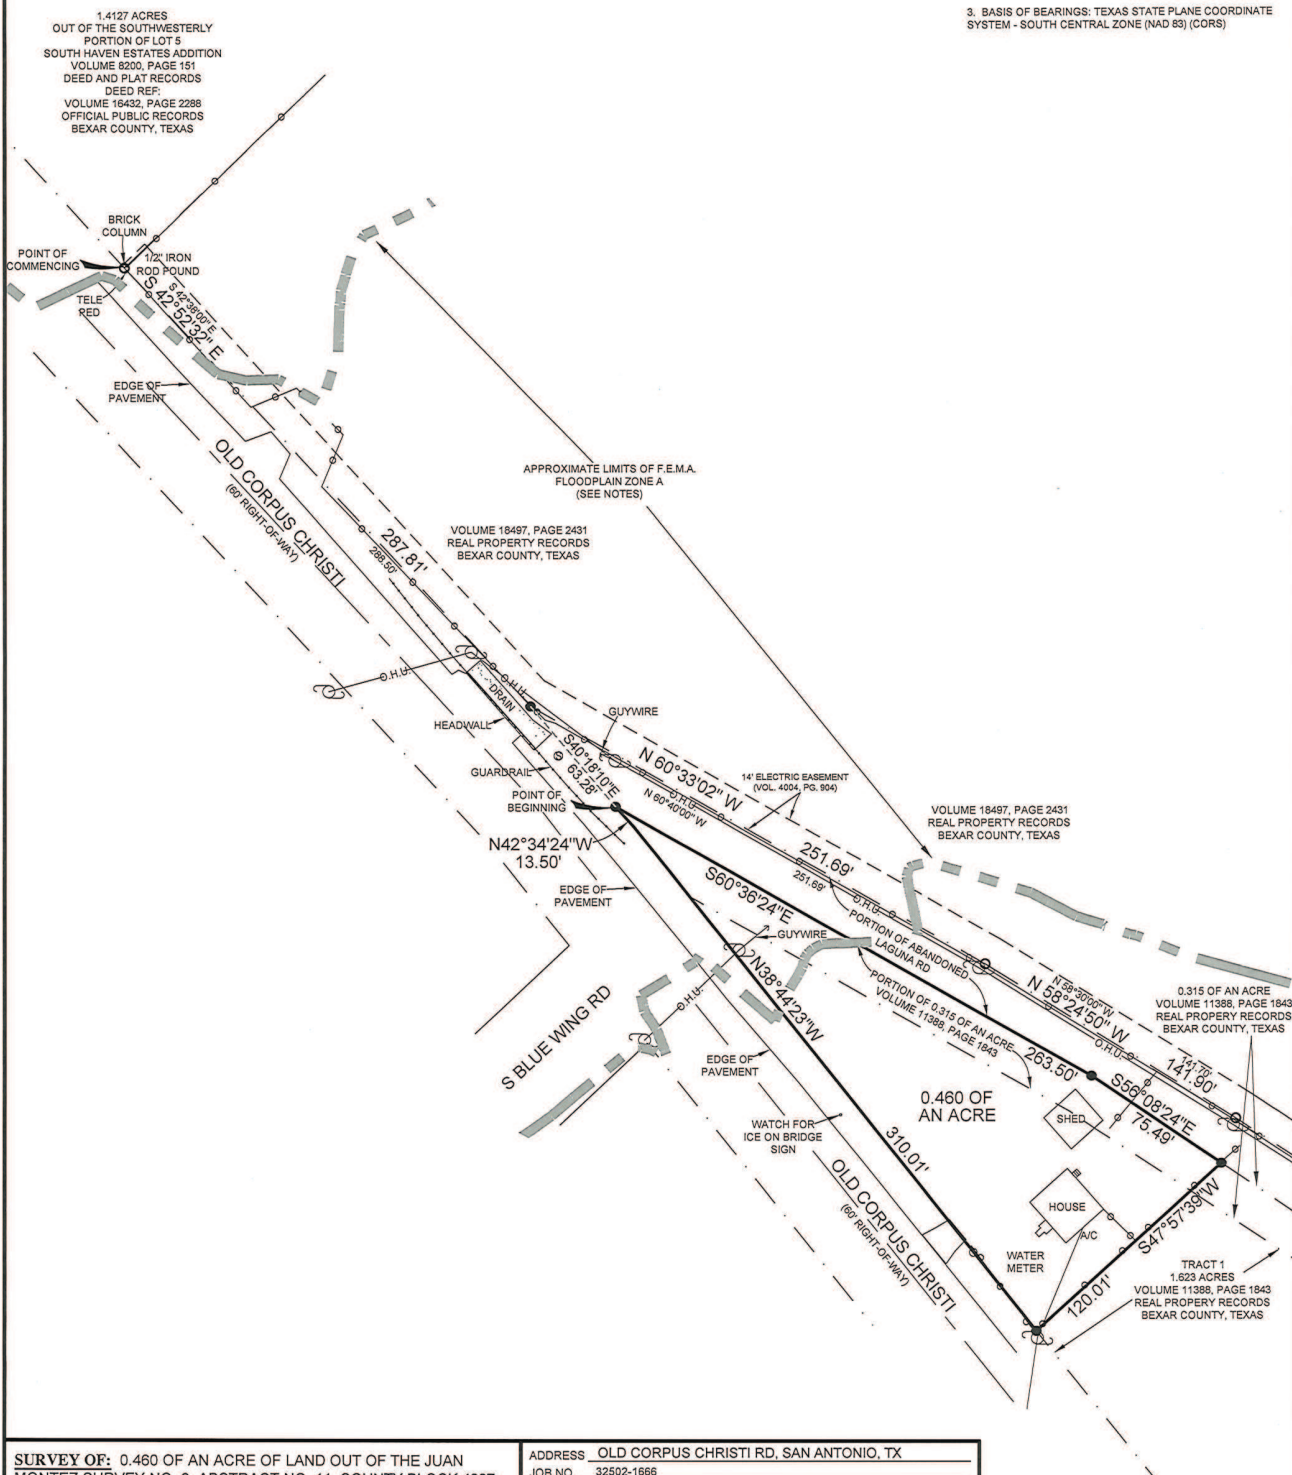 1.4127 ACRES
OUT OF THE SOUTHWESTERLY
PORTION OF LOT 5
SOUTH HAVEN ESTATES ADDITION
VOLUME 8200, PAGE 151
DEED AND PLAT RECORDS
DEED REF:
VOLUME 16432, PAGE 2288
OFFICIAL PUBLIC RECORDS
BEXAR COUNTY, TEXAS
3. BASIS OF BEARINGS: TEXAS STATE PLANE COORDINATE
SYSTEM - SOUTH CENTRAL ZONE (NAD 83) (CORS)
BRICK
COLUMN
POINT OF
COMMENCING
1/2" IRON
ROD POUND
TELE
RED
S 42°36'00" E
S 42°52'32" E
EDGE OF
PAVEMENT
OLD CORPUS CHRISTI
(60' RIGHT-OF-WAY)
APPROXIMATE LIMITS OF F.E.M.A.
FLOODPLAIN ZONE A
(SEE NOTES)
VOLUME 18497, PAGE 2431
REAL PROPERTY RECORDS
BEXAR COUNTY, TEXAS
287.81'
288.50'
O.H.U.
O.H.U.
DRAIN
HEADWALL
GUYWIRE
GUARDRAIL
S40°18'10"E
63.28'
POINT OF
BEGINNING
N 60°33'02" W
N 60°40'00" W
O.H.U.
14' ELECTRIC EASEMENT
(VOL. 4004, PG. 904)
VOLUME 18497, PAGE 2431
REAL PROPERTY RECORDS
BEXAR COUNTY, TEXAS
N42°34'24"W
13.50'
251.69'
251.69'
EDGE OF
PAVEMENT
S60°36'24"E
O.H.U.
PORTION OF ABANDONED
LAGUNA RD
GUYWIRE
N38°44'23"W
PORTION OF 0.315 OF AN ACRE
VOLUME 11388, PAGE 1843
N 58°30'00" W
N 58°24'50" W
0.315 OF AN ACRE
VOLUME 11388, PAGE 1843
REAL PROPERY RECORDS
BEXAR COUNTY, TEXAS
O.H.U.
S BLUE WING RD
O.H.U.
EDGE OF
PAVEMENT
263.50'
141.70'
141.90'
S56°08'24"E
75.49'
0.460 OF
AN ACRE
SHED
WATCH FOR
ICE ON BRIDGE
SIGN
310.01'
OLD CORPUS CHRISTI
(60' RIGHT-OF-WAY)
HOUSE
A/C
S47°57'39"W
120.01'
WATER
METER
TRACT 1
1.623 ACRES
VOLUME 11388, PAGE 1843
REAL PROPERTY RECORDS
BEXAR COUNTY, TEXAS
SURVEY OF: 0.460 OF AN ACRE OF LAND OUT OF THE JUAN
ADDRESS OLD CORPUS CHRISTI RD, SAN ANTONIO, TX
JOB NO. 32502-1666